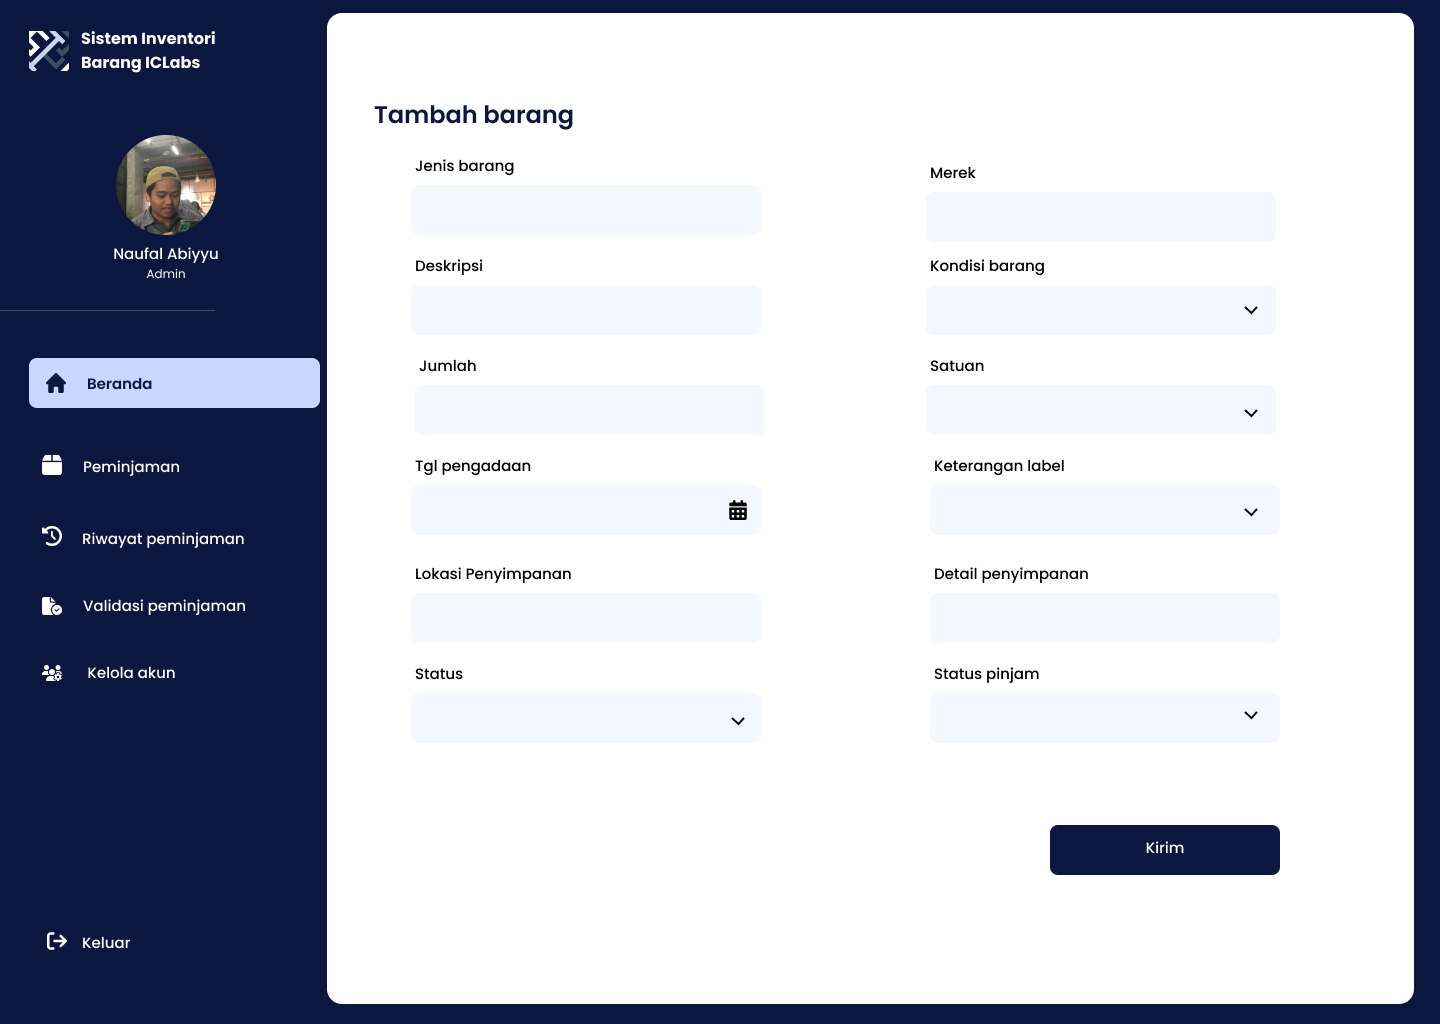 Sistem Inventori
Barang ICLabs
Naufal Abiyyu
Admin
Beranda
Peminjaman
Riwayat peminjaman
Validasi peminjaman
Kelola akun
Keluar
Tambah barang
Jenis barang
Merek
Deskripsi
Kondisi barang
Jumlah
Satuan
Tgl pengadaan
Keterangan label
Lokasi Penyimpanan
Detail penyimpanan
Status
Status pinjam
Kirim